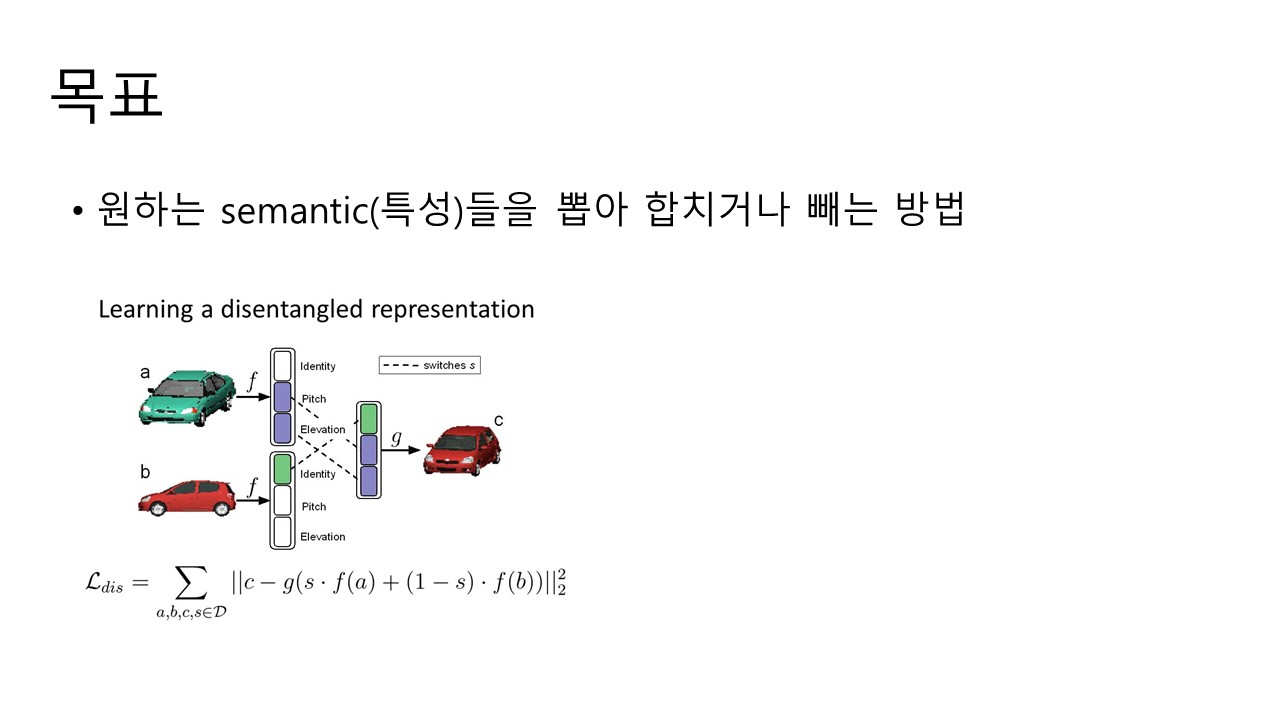 목표
• 원하는 semantic(특성)들을 뽑아 합치거나 빼는 방법
Learning a disentangled representation
a
f
Identity
Pitch
Elevation
switches s
b
f
Identity
Pitch
Elevation
g
c
$\mathcal{L}_{dis} = \sum_{a,b,c,s \in \mathcal{D}} ||c - g(s \cdot f(a) + (1 - s) \cdot f(b))||_2^2$